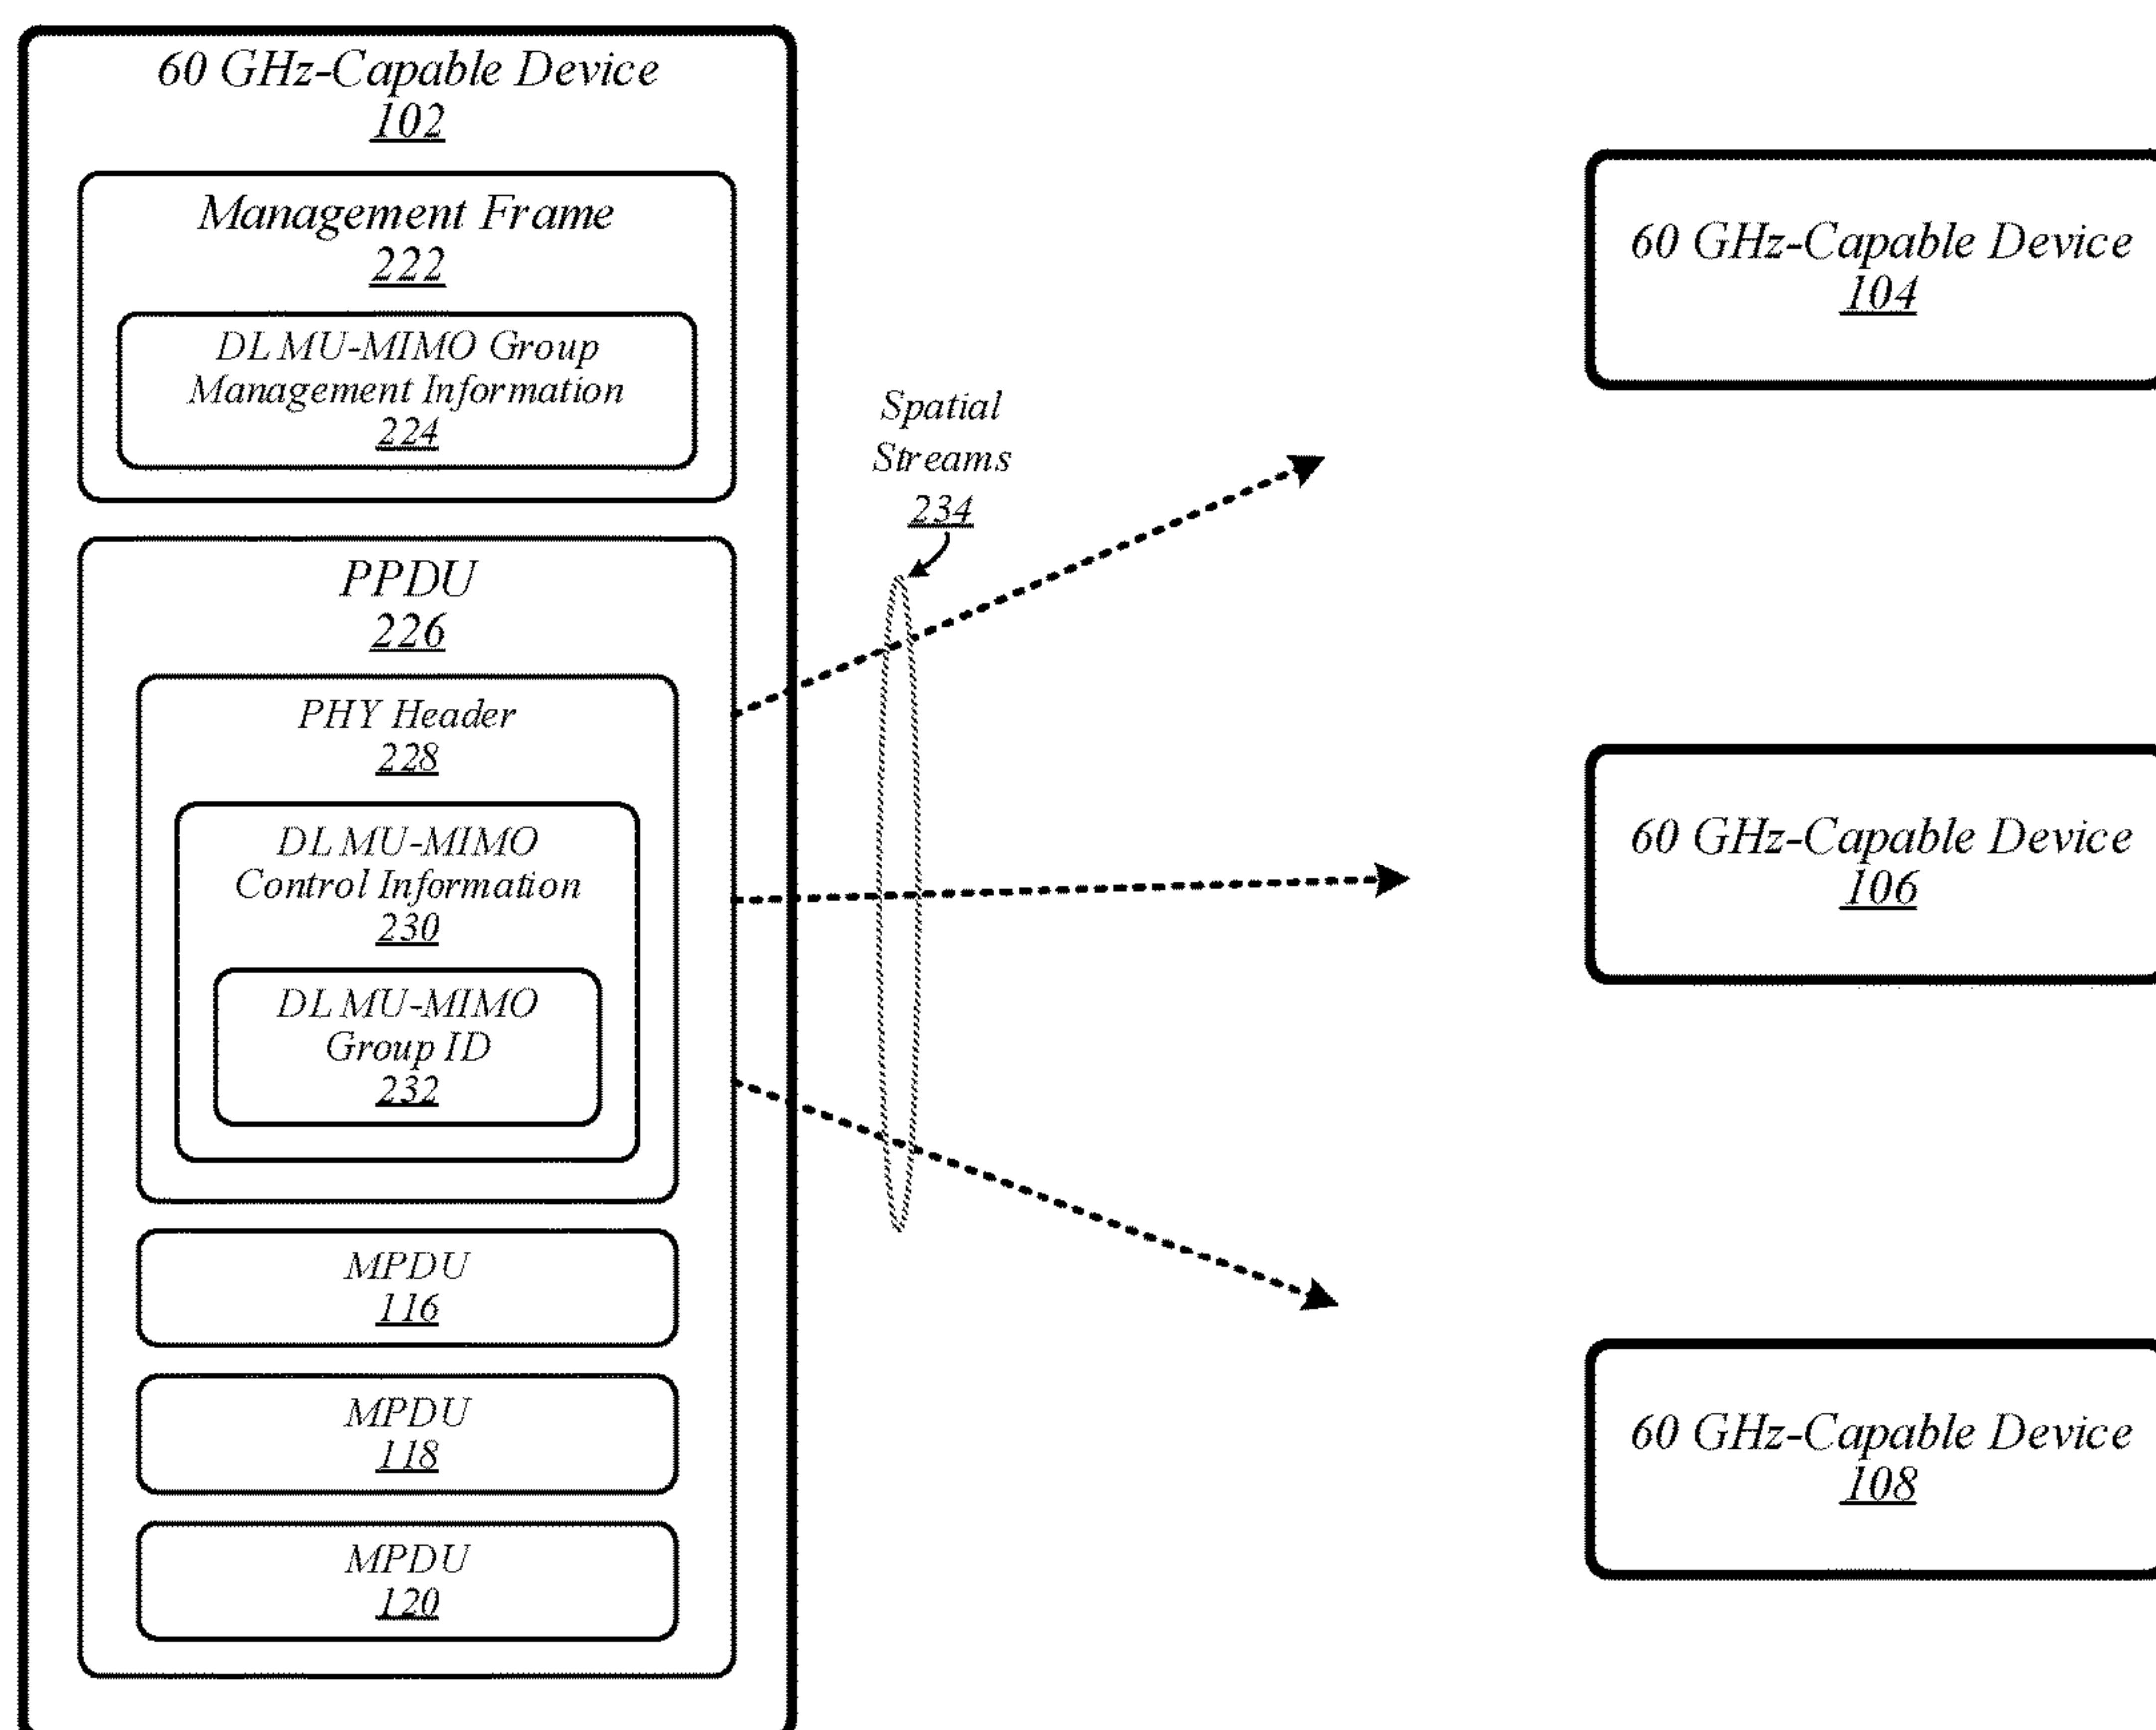 60 GHz-Capable Device
102
Management Frame
222
DL MU-MIMO Group
Management Information
224
PPDU
226
PHY Header
228
DL MU-MIMO
Control Information
230
DL MU-MIMO
Group ID
232
MPDU
116
MPDU
118
MPDU
120
Spatial
Streams
234
60 GHz-Capable Device
104
60 GHz-Capable Device
106
60 GHz-Capable Device
108